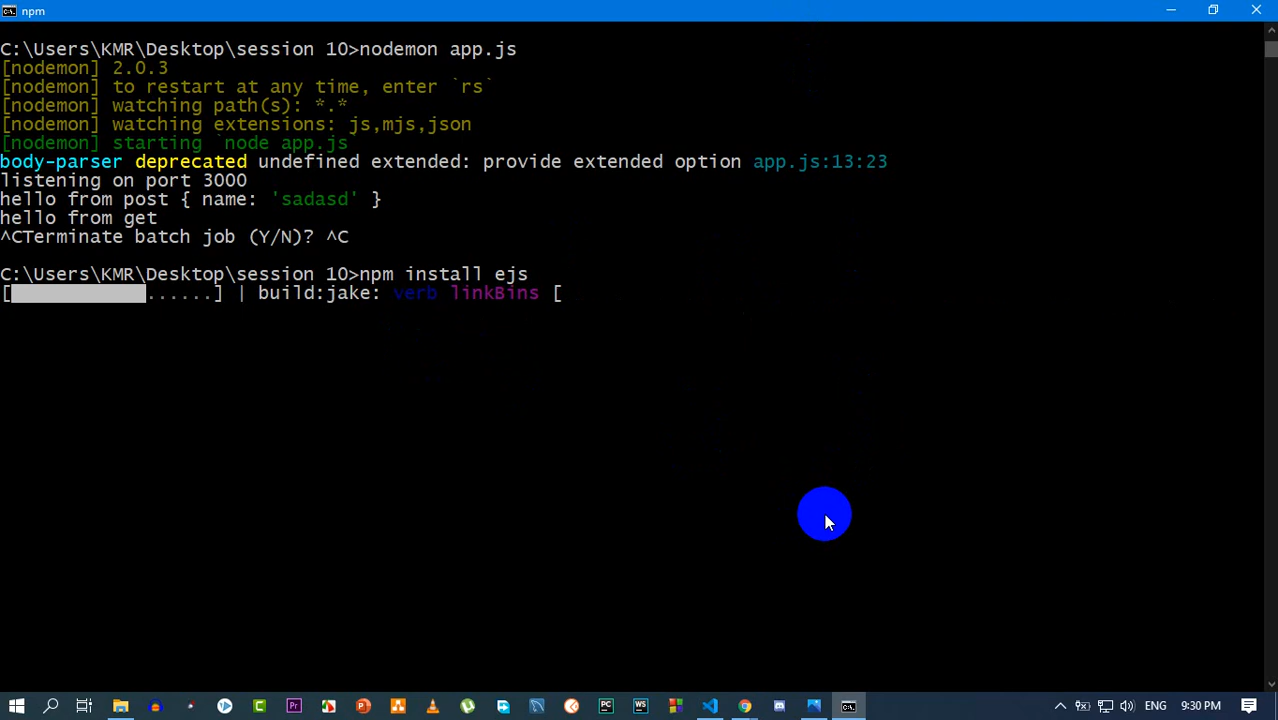 npm
C:\Users\KMR\Desktop\session 10>nodemon app.js
[nodemon] 2.0.3
[nodemon] to restart at any time, enter `rs`
[nodemon] watching path(s): *.*
[nodemon] watching extensions: js,mjs,json
[nodemon] starting `node app.js`
body-parser deprecated undefined extended: provide extended option app.js:13:23
listening on port 3000
hello from post { name: 'sadasd' }
hello from get
^CTerminate batch job (Y/N)? ^C
C:\Users\KMR\Desktop\session 10>npm install ejs
[......] | build:jake: verb linkBins [
ENG 9:30 PM